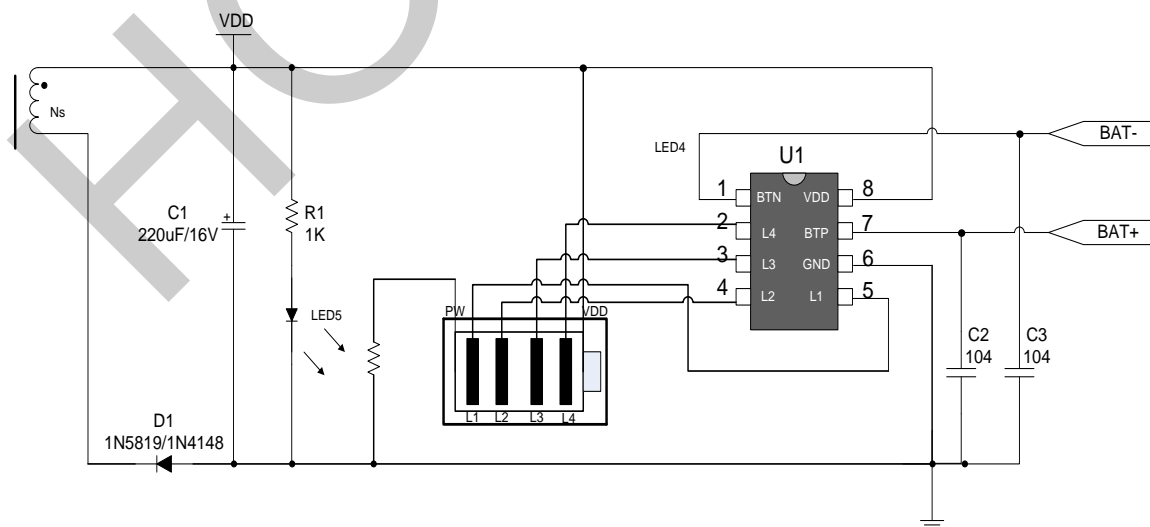 VDD
Ns
C1
220uF/16V
+
R1
1K
LED5
D1
1N5819/1N4148
PW
VDD
L1 L2 L3 L4
LED4
U1
1 BTN VDD 8
2 L4 BTP 7
3 L3 GND 6
4 L2 L1 5
BAT-
BAT+
C2
104
C3
104